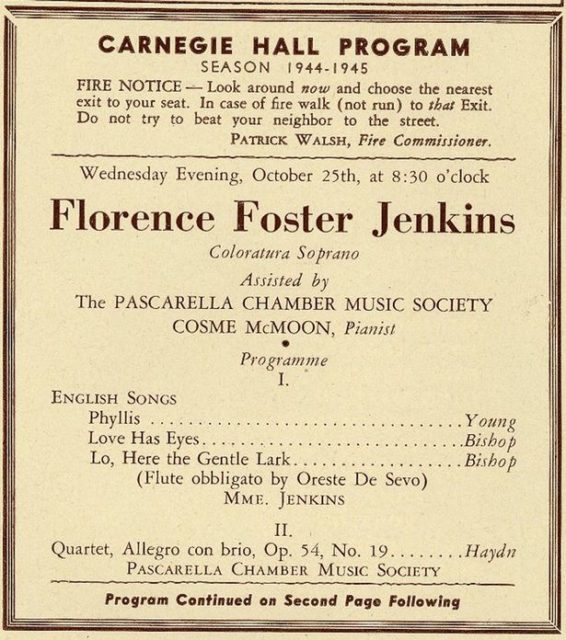 CARNEGIE HALL PROGRAM
SEASON 1944-1945
FIRE NOTICE — Look around now and choose the nearest
exit to your seat. In case of fire walk (not run) to that Exit.
Do not try to beat your neighbor to the street.
PATRICK WALSH, Fire Commissioner.
Wednesday Evening, October 25th, at 8:30 o'clock
Florence Foster Jenkins
Coloratura Soprano
Assisted by
The PASCARELLA CHAMBER MUSIC SOCIETY
COSME McMOON, Pianist
Programme
I.
ENGLISH SONGS
Phyllis . . . . . . . . . . . . . . . . . . . . . . . . . . . . . . . Young
Love Has Eyes. . . . . . . . . . . . . . . . . . . . . . . . . . Bishop
Lo, Here the Gentle Lark. . . . . . . . . . . . . . . . . Bishop
(Flute obbligato by Oreste De Sevo)
MME. JENKINS
II.
Quartet, Allegro con brio, Op. 54, No. 19. . . . . . . . Haydn
PASCARELLA CHAMBER MUSIC SOCIETY
Program Continued on Second Page Following